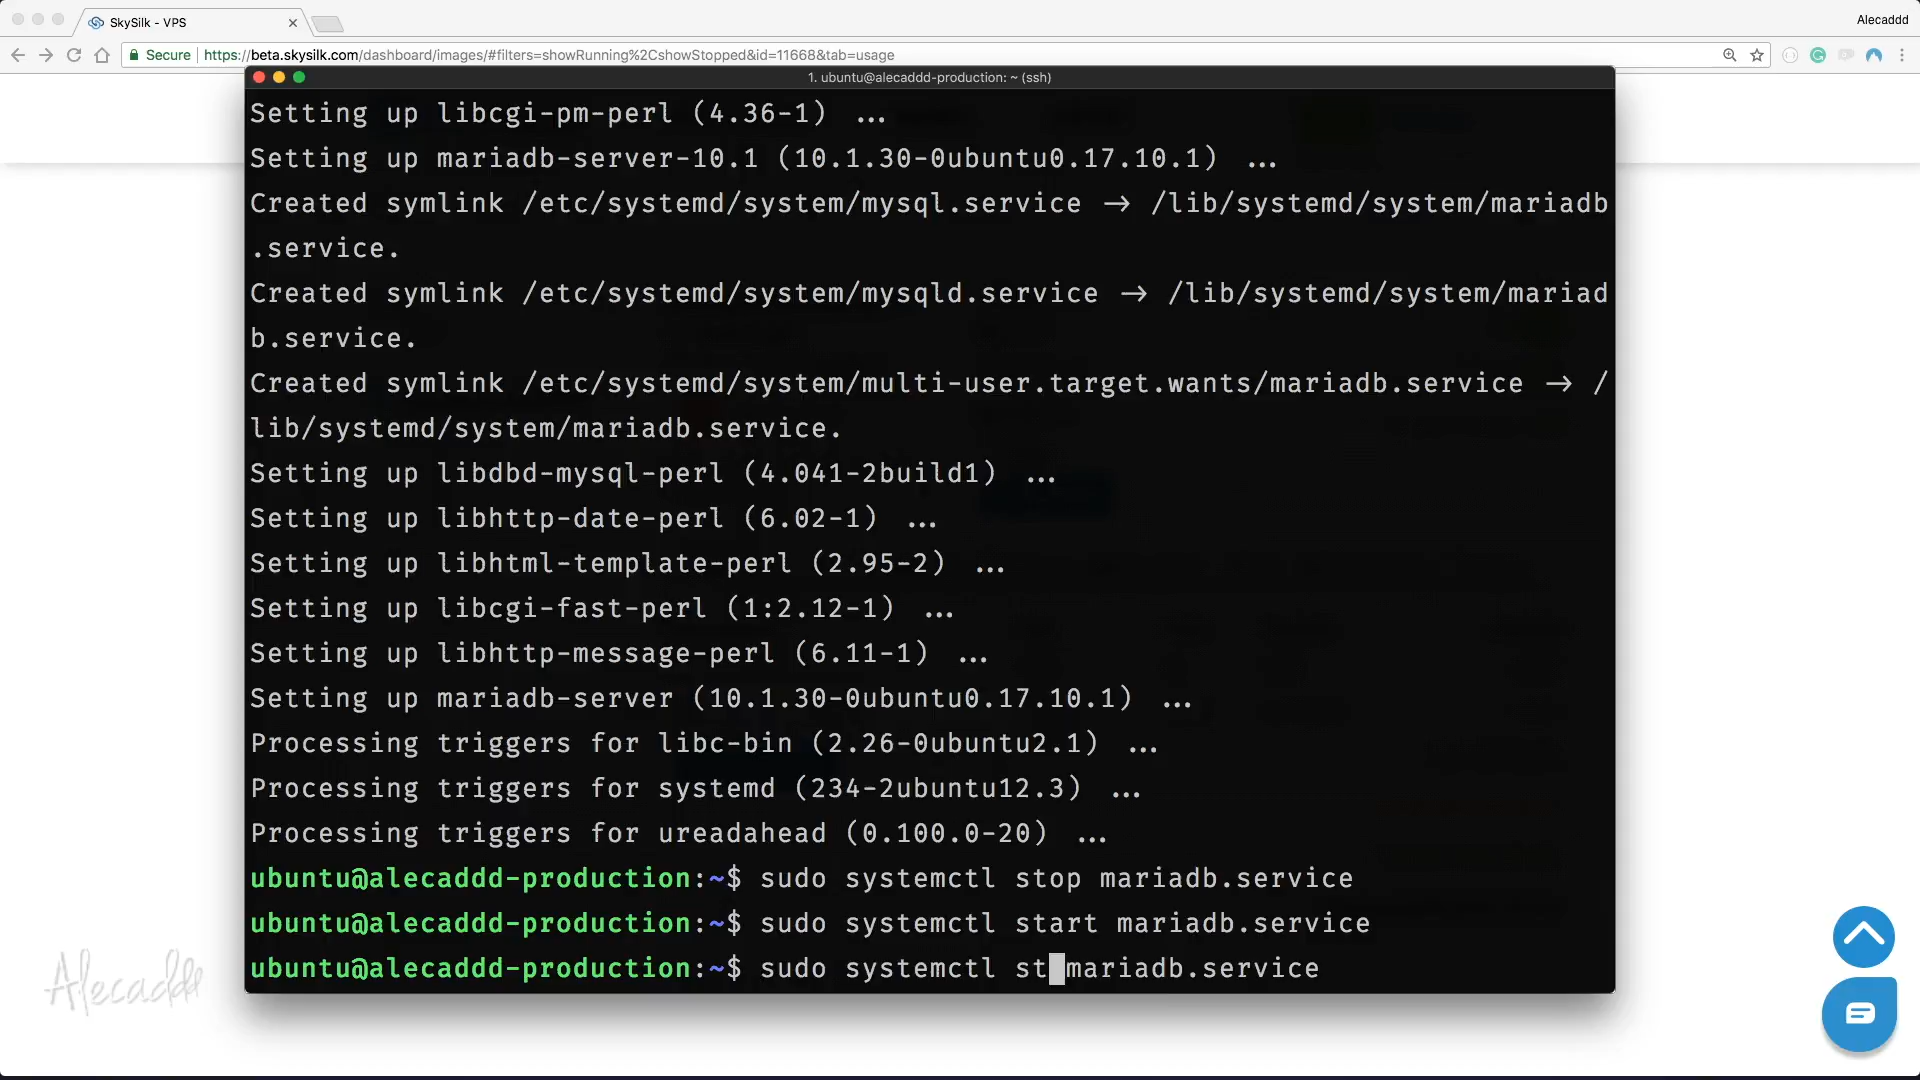 SkySilk - VPS
Alecaddd
Secure https://beta.skysilk.com/dashboard/images/#filters=showRunning%2CshowStopped&id=11668&tab=usage
1. ubuntu@alecaddd-production: ~ (ssh)
Setting up libcgi-pm-perl (4.36-1) ...
Setting up mariadb-server-10.1 (10.1.30-0ubuntu0.17.10.1) ...
Created symlink /etc/systemd/system/mysql.service → /lib/systemd/system/mariadb
.service.
Created symlink /etc/systemd/system/mysqld.service → /lib/systemd/system/mariad
b.service.
Created symlink /etc/systemd/system/multi-user.target.wants/mariadb.service → /
lib/systemd/system/mariadb.service.
Setting up libdbd-mysql-perl (4.041-2build1) ...
Setting up libhttp-date-perl (6.02-1) ...
Setting up libhtml-template-perl (2.95-2) ...
Setting up libcgi-fast-perl (1:2.12-1) ...
Setting up libhttp-message-perl (6.11-1) ...
Setting up mariadb-server (10.1.30-0ubuntu0.17.10.1) ...
Processing triggers for libc-bin (2.26-0ubuntu2.1) ...
Processing triggers for systemd (234-2ubuntu12.3) ...
Processing triggers for ureadahead (0.100.0-20) ...
ubuntu@alecaddd-production:~$ sudo systemctl stop mariadb.service
ubuntu@alecaddd-production:~$ sudo systemctl start mariadb.service
ubuntu@alecaddd-production:~$ sudo systemctl st mariadb.service
Alecaddd